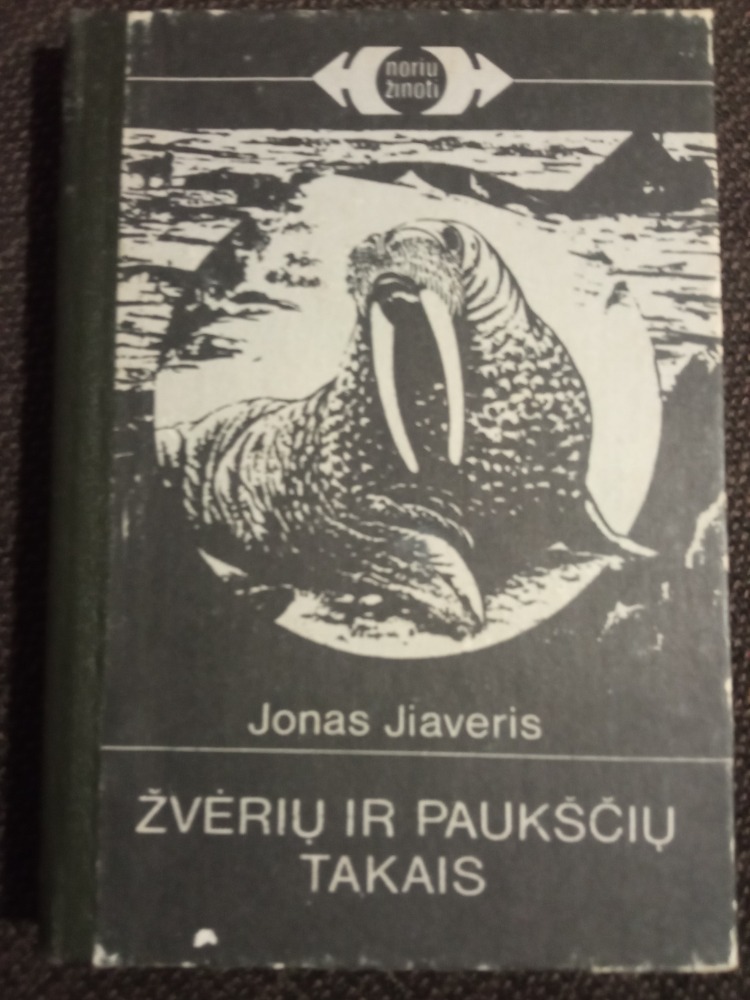 noriu
žinoti
Jonas Jiaveris
ŽVĖRIŲ IR PAUKŠČIŲ
TAKAIS